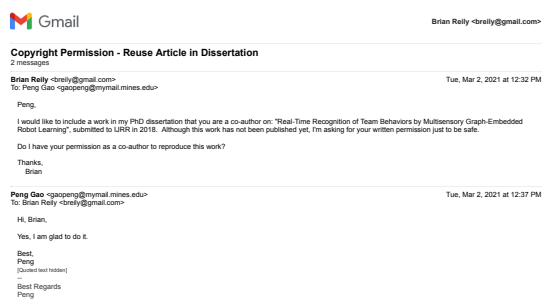 Gmail
Brian Reily <breily@gmail.com>
Copyright Permission - Reuse Article in Dissertation
2 messages
Brian Reily <breily@gmail.com>
Tue, Mar 2, 2021 at 12:32 PM
To: Peng Gao <gaopeng@mymail.mines.edu>
Peng,
I would like to include a work in my PhD dissertation that you are a co-author on: "Real-Time Recognition of Team Behaviors by Multisensory Graph-Embedded
Robot Learning", submitted to IJRR in 2018. Although this work has not been published yet, I'm asking for your written permission just to be safe.
Do I have your permission as a co-author to reproduce this work?
Thanks,
Brian
Peng Gao <gaopeng@mymail.mines.edu>
Tue, Mar 2, 2021 at 12:37 PM
To: Brian Reily <breily@gmail.com>
Hi, Brian,
Yes, I am glad to do it.
Best,
Peng
[Quoted text hidden]
--
Best Regards
Peng